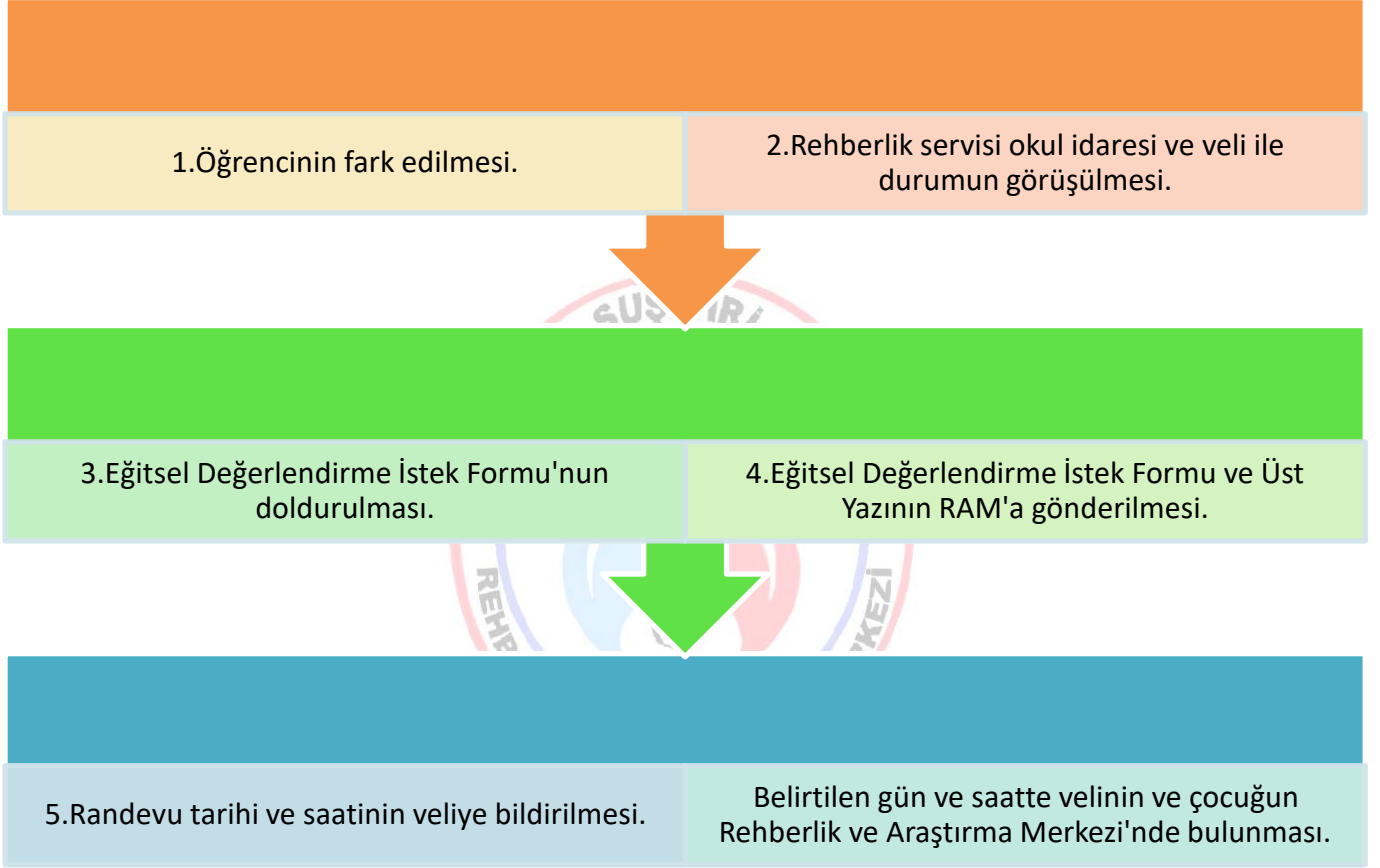 1.Öğrencinin fark edilmesi.
2.Rehberlik servisi okul idaresi ve veli ile
durumun görüşülmesi.
3.Eğitsel Değerlendirme İstek Formu'nun
doldurulması.
4.Eğitsel Değerlendirme İstek Formu ve Üst
Yazının RAM'a gönderilmesi.
5.Randevu tarihi ve saatinin veliye bildirilmesi.
Belirtilen gün ve saatte velinin ve çocuğun
Rehberlik ve Araştırma Merkezi'nde bulunması.